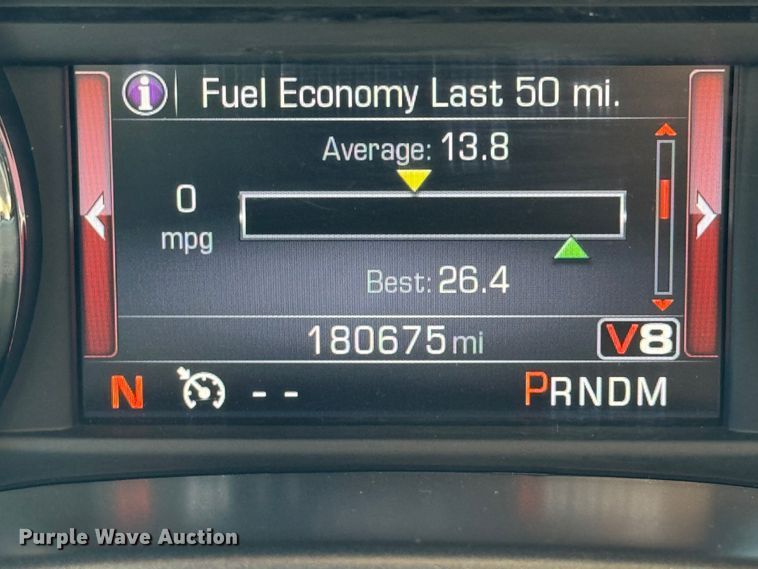 i Fuel Economy Last 50 mi.
Average: 13.8
0
mpg
Best: 26.4
180675 mi
V8
N -- PRNDM
Purple Wave Auction